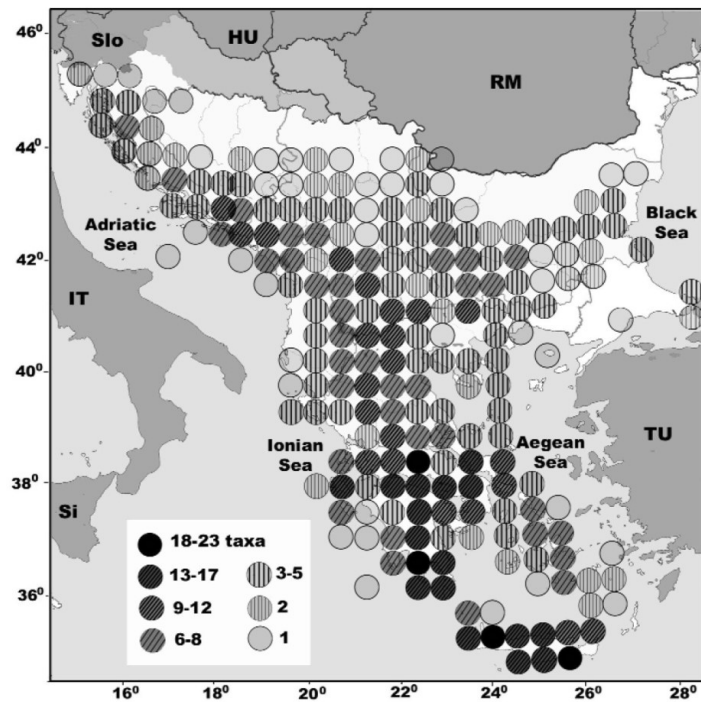 46⁰
Slo
HU
RM
44⁰
Black
Sea
Adriatic
Sea
42⁰
IT
40⁰
Ionian
Sea
Aegean
Sea
TU
38⁰
Si
18-23 taxa
13-17
3-5
9-12
2
6-8
1
36⁰
16⁰ 18⁰ 20⁰ 22⁰ 24⁰ 26⁰ 28⁰